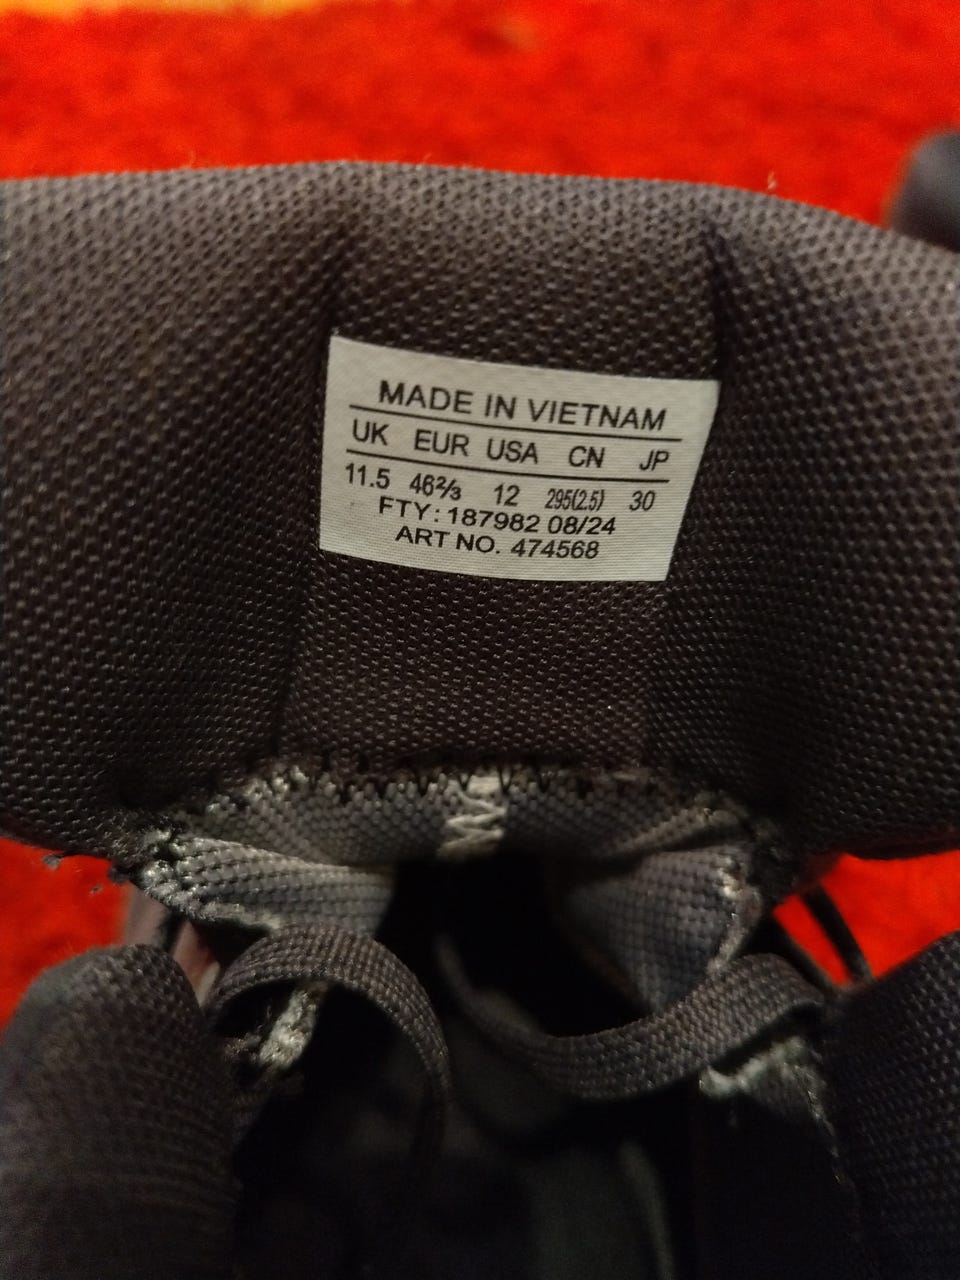 MADE IN VIETNAM
UK EUR USA CN JP
11.5 46⅔ 12 295(2.5) 30
FTY: 187982 08/24
ART NO. 474568